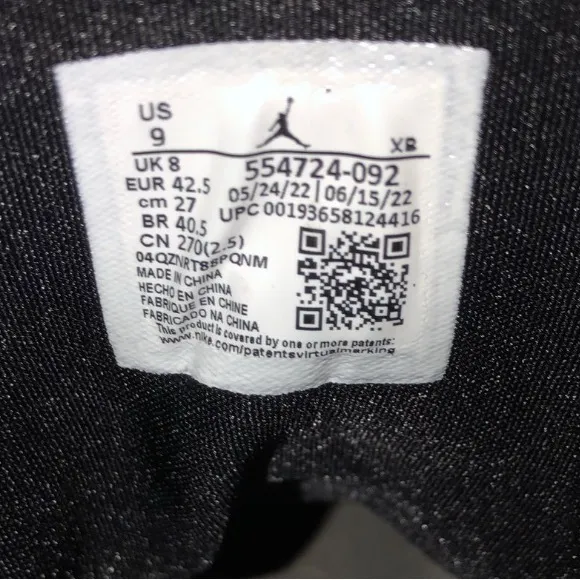 US
9
XB
UK 8
554724-092
EUR 42.5
05/24/22 | 06/15/22
cm 27
UPC 00193658124416
BR 40.5
CN 270(2.5)
MADE IN CHINA
HECHO EN CHINA
FABRIQUE EN CHINE
FABRICADO NA CHINA
This product is covered by one or more patents:
www.nike.com/patentsvirtualmarking